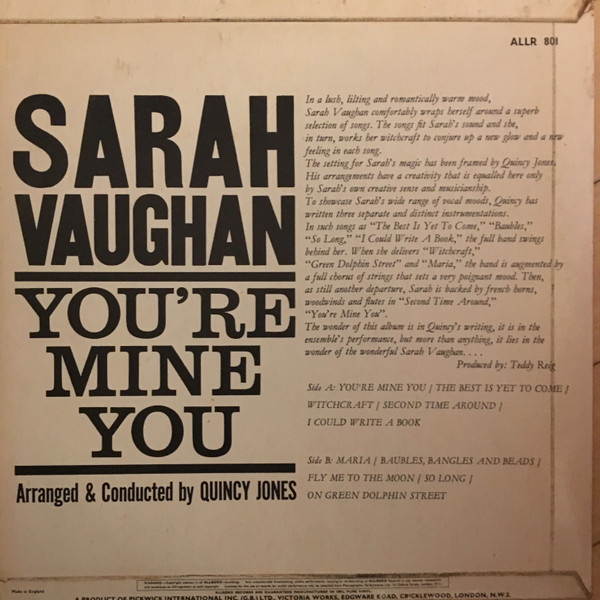 ALLR 801
SARAH
VAUGHAN
YOU'RE
MINE
YOU
Arranged & Conducted by QUINCY JONES
In a lush, lilting and romantically warm mood,
Sarah Vaughan comfortably wraps herself around a superb
selection of songs. The songs fit Sarah's sound and she,
in turn, works her witchcraft to conjure up a new glow and a new
feeling in each song.
The setting for Sarah's magic has been framed by Quincy Jones.
His arrangements have a creativity that is equalled here only
by Sarah's own creative sense and musicianship.
To showcase Sarah's wide range of vocal moods, Quincy has
written three separate and distinct instrumentations.
In such songs as "The Best Is Yet To Come," "Baubles,"
"So Long," "I Could Write A Book," the full band swings
behind her. When she delivers "Witchcraft,"
"Green Dolphin Street" and "Maria," the band is augmented by
a full chorus of strings that sets a very poignant mood. Then,
as still another departure, Sarah is backed by french horns,
woodwinds and flutes in "Second Time Around,"
"You're Mine You".
The wonder of this album is in Quincy's writing, it is in the
ensemble's performance, but more than anything, it lies in the
wonder of the wonderful Sarah Vaughan. . . .
Produced by: Teddy Reig
Side A: YOU'RE MINE YOU / THE BEST IS YET TO COME /
WITCHCRAFT / SECOND TIME AROUND /
I COULD WRITE A BOOK
Side B: MARIA / BAUBLES, BANGLES AND BEADS /
FLY ME TO THE MOON / SO LONG /
ON GREEN DOLPHIN STREET
Made in England
A PRODUCT OF PICKWICK INTERNATIONAL INC. (G.B.) LTD., VICTORIA WORKS, EDGWARE ROAD, CRICKLEWOOD, LONDON, N.W.2.